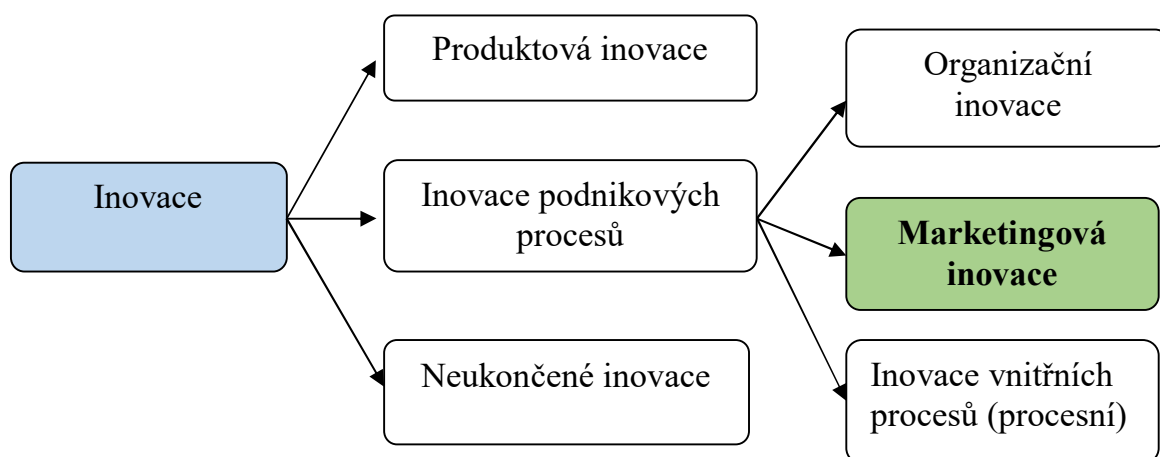 Inovace
Produktová inovace
Inovace podnikových
procesů
Neukončené inovace
Organizační
inovace
Marketingová
inovace
Inovace vnitřních
procesů (procesní)